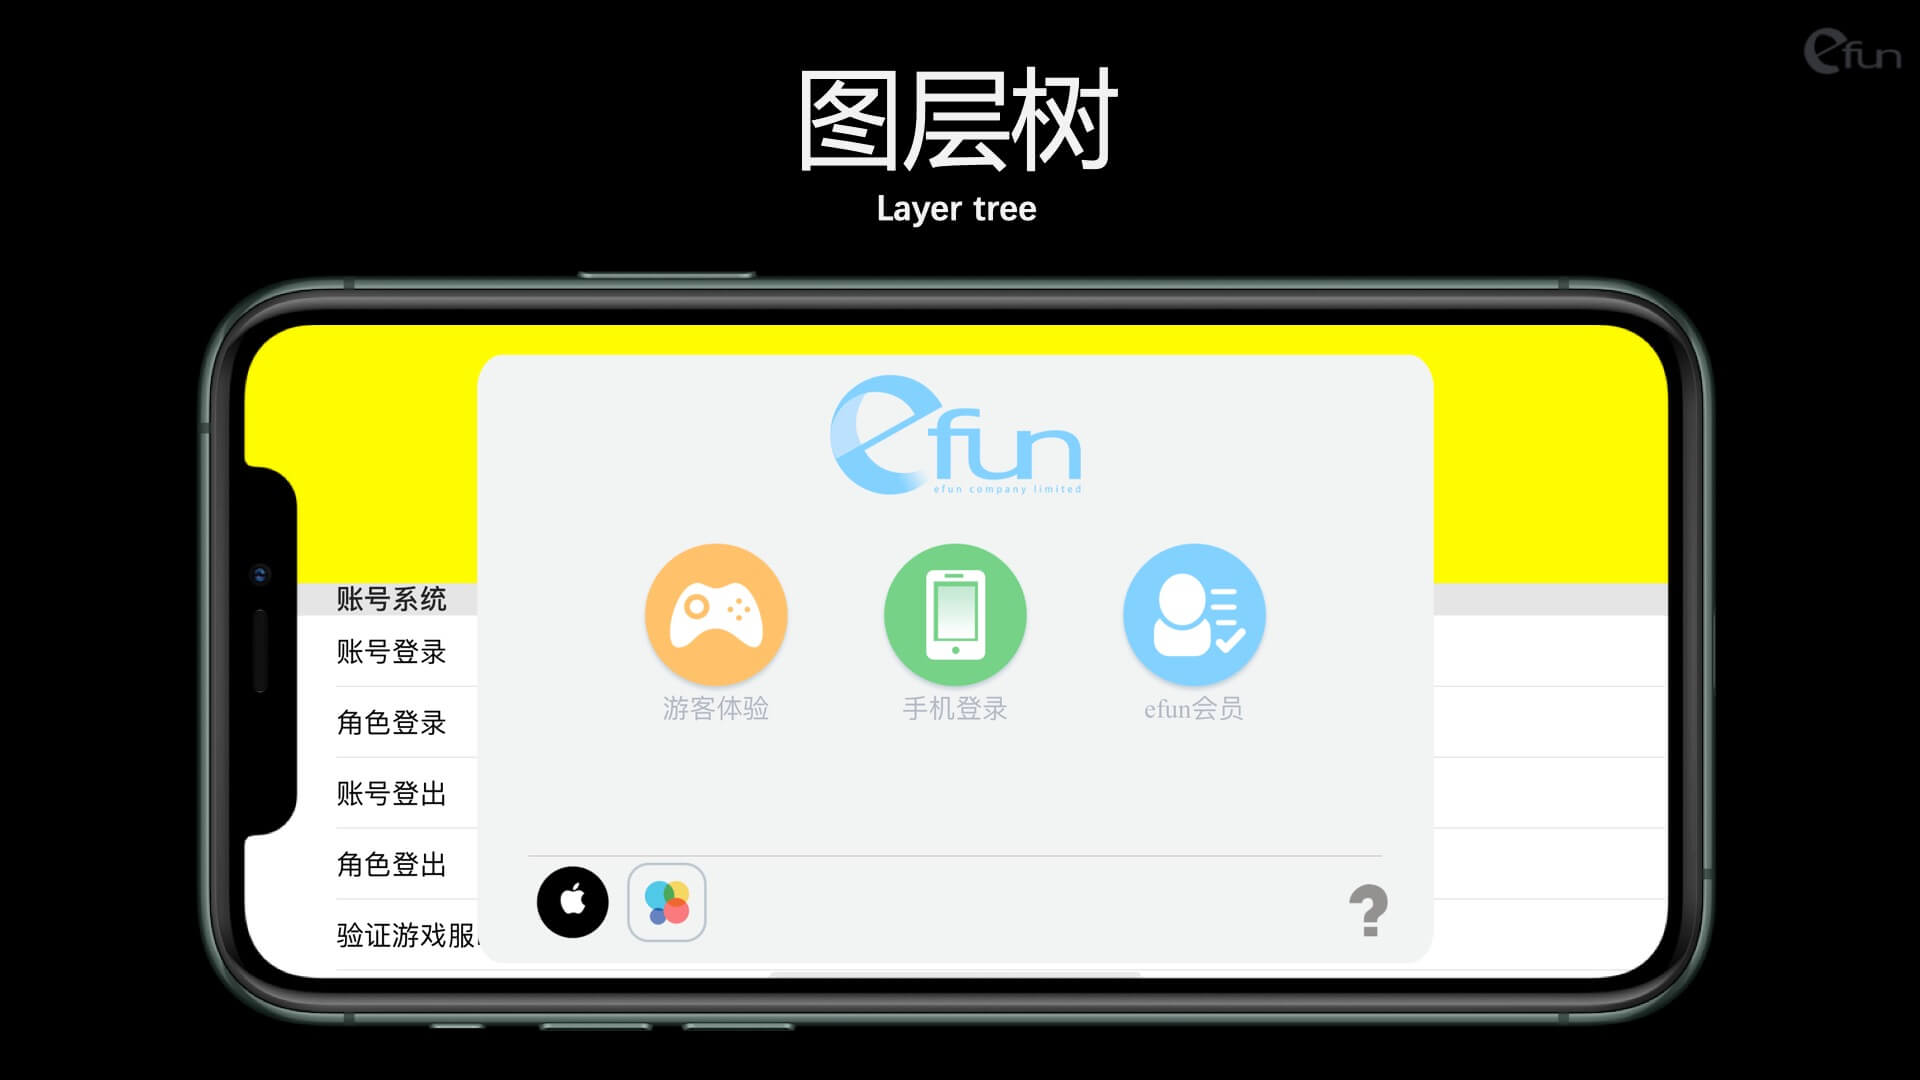 efun
图层树
Layer tree
efun
efun company limited
游客体验
手机登录
efun会员
账号系统
账号登录
角色登录
账号登出
角色登出
验证游戏服
?